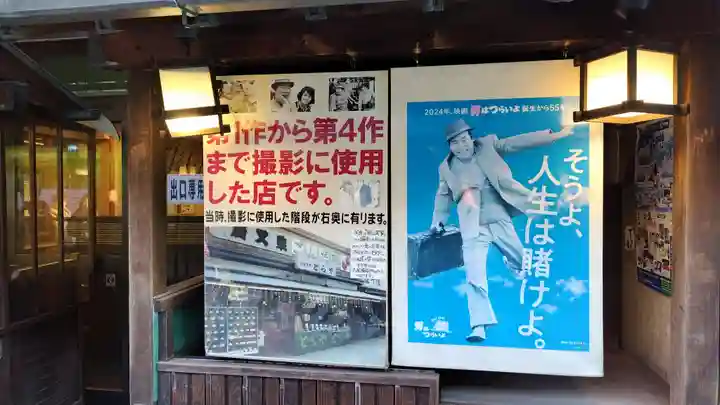 第1作から第4作
まで撮影に使用
した店です。
当時、撮影に使用した階段が右奥に有ります。
出口専用
とらや
2024年、映画 男はつらいよ 誕生から55年
そうよ、
人生は賭けよ。
男は
つらいよ